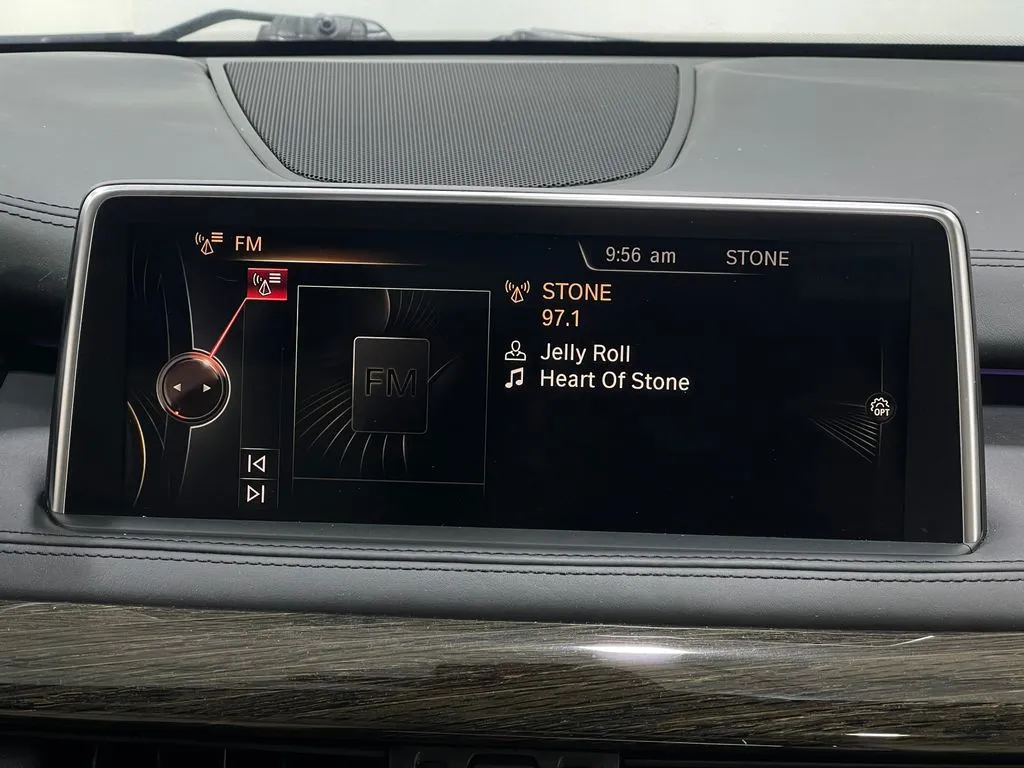 FM
9:56 am
STONE
STONE
97.1
FM
Jelly Roll
Heart Of Stone
OPT